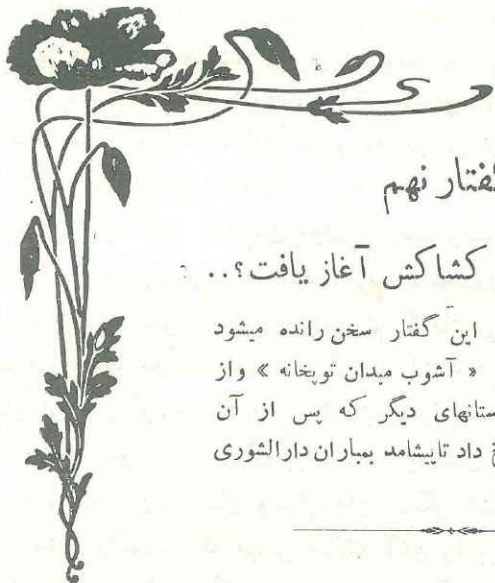 گفتار نهم
کشاکش آغاز یافت؟..
این گفتار سخن رانده میشود
« آشوب میدان توپخانه » واز
ستانهای دیگر که پس از آن
داد تاپیشامد بمباران دارالشوری